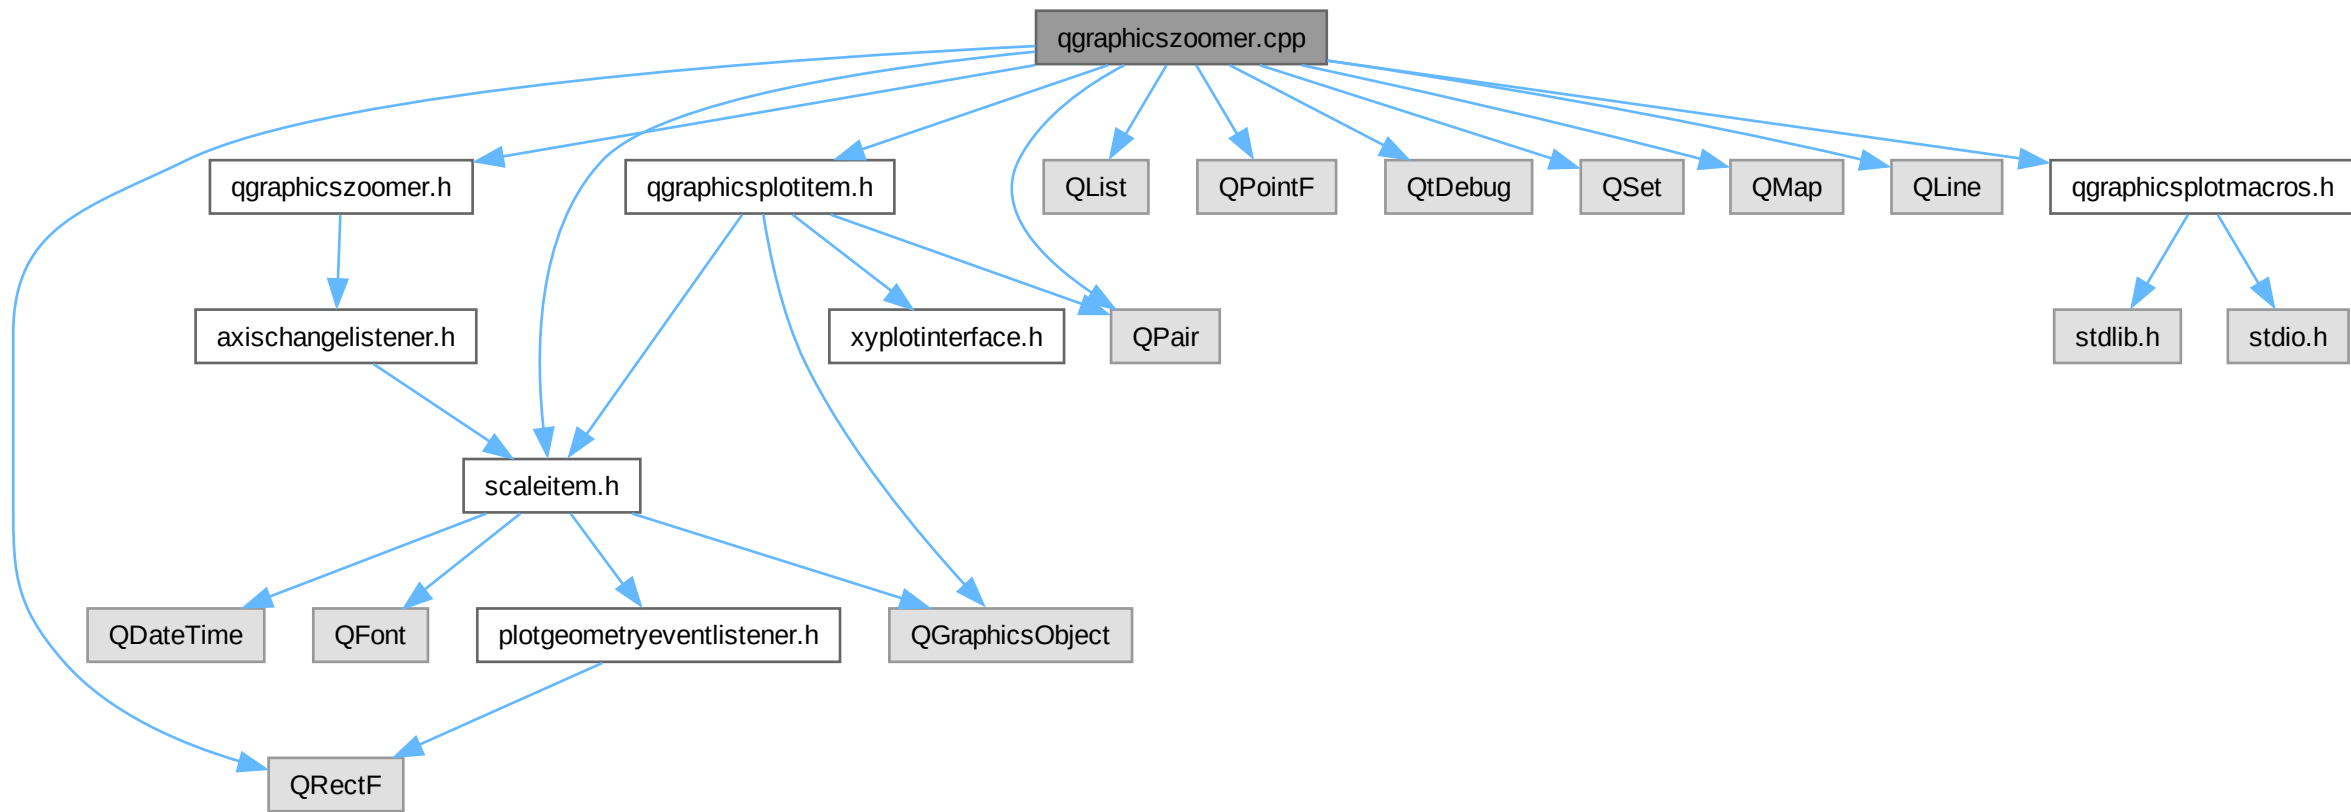 qgraphicszoomer.cpp
qgraphicszoomer.h
qgraphicsplotitem.h
QList
QPointF
QtDebug
QSet
QMap
QLine
qgraphicsplotmacros.h
axischangelistener.h
xyplotinterface.h
QPair
stdlib.h
stdio.h
scaleitem.h
QDateTime
QFont
plotgeometryeventlistener.h
QGraphicsObject
QRectF